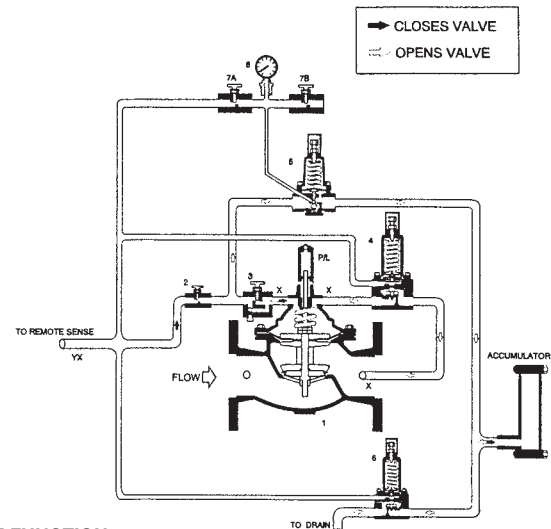 CLOSES VALVE
OPENS VALVE
8
7A
7B
5
4
P/L
2
3
X
X
TO REMOTE SENSE
YX
FLOW
X
ACCUMULATOR
1
6
TO DRAIN